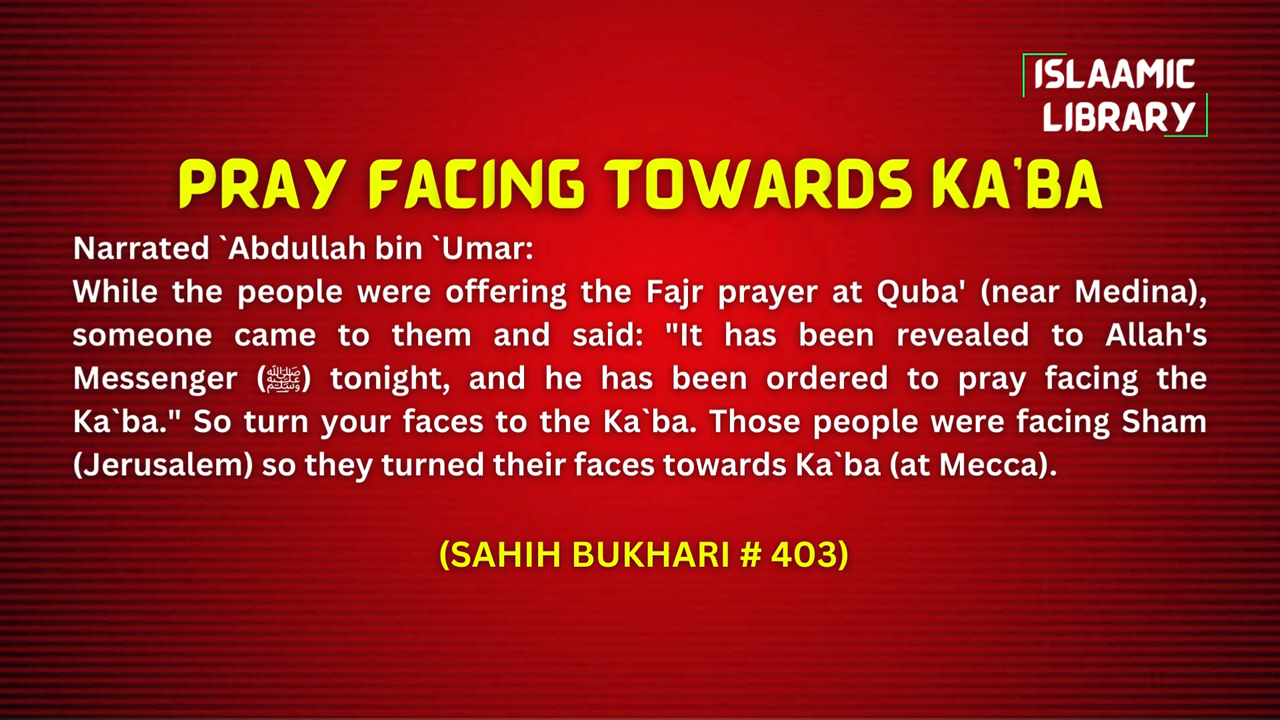 ISLAAMIC
LIBRARY
PRAY FACING TOWARDS KA'BA
Narrated `Abdullah bin `Umar:
While the people were offering the Fajr prayer at Quba' (near Medina),
someone came to them and said: "It has been revealed to Allah's
Messenger (ﷺ) tonight, and he has been ordered to pray facing the
Ka`ba." So turn your faces to the Ka`ba. Those people were facing Sham
(Jerusalem) so they turned their faces towards Ka`ba (at Mecca).
(SAHIH BUKHARI # 403)